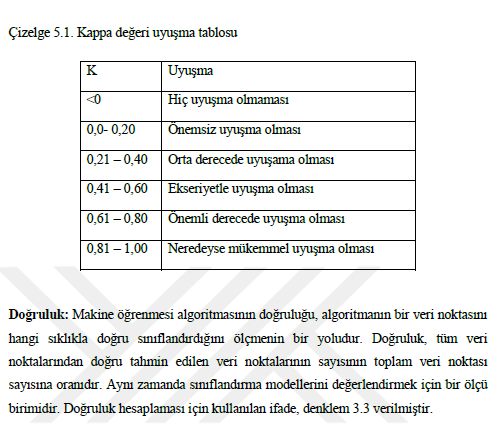 Çizelge 5.1. Kappa değeri uyuşma tablosu
K Uyuşma
<0 Hiç uyuşma olmaması
0,0- 0,20 Önemsiz uyuşma olması
0,21 – 0,40 Orta derecede uyuşama olması
0,41 – 0,60 Ekseriyetle uyuşma olması
0,61 – 0,80 Önemli derecede uyuşma olması
0,81 – 1,00 Neredeyse mükemmel uyuşma olması
Doğruluk: Makine öğrenmesi algoritmasının doğruluğu, algoritmanın bir veri noktasını
hangi sıklıkla doğru sınıflandırdığını ölçmenin bir yoludur. Doğruluk, tüm veri
noktalarından doğru tahmin edilen veri noktalarının sayısının toplam veri noktası
sayısına oranıdır. Aynı zamanda sınıflandırma modellerini değerlendirmek için bir ölçü
birimidir. Doğruluk hesaplaması için kullanılan ifade, denklem 3.3 verilmiştir.